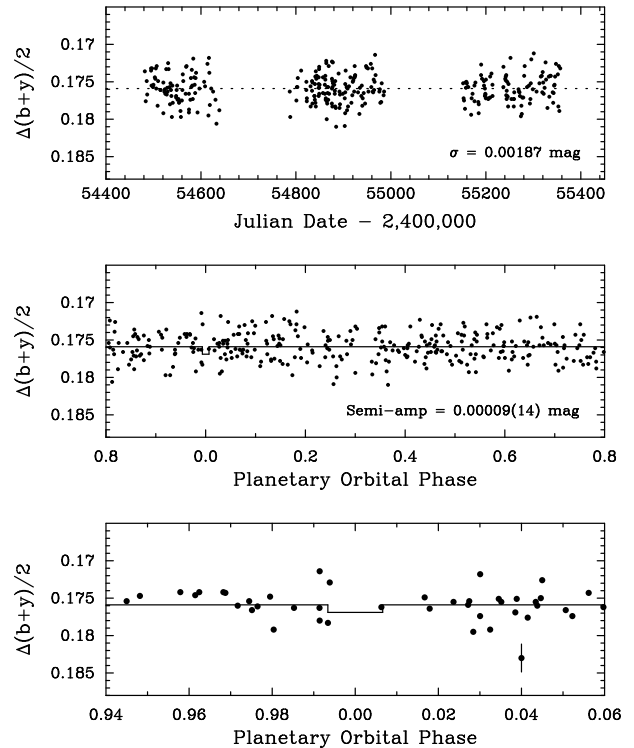 Δ(b+y)/2
0.17
0.175
0.18
0.185
σ = 0.00187 mag
54400 54600 54800 55000 55200 55400
Julian Date − 2,400,000
Δ(b+y)/2
0.17
0.175
0.18
0.185
Semi-amp = 0.00009(14) mag
0.8 0.0 0.2 0.4 0.6 0.8
Planetary Orbital Phase
Δ(b+y)/2
0.17
0.175
0.18
0.185
0.94 0.96 0.98 0.00 0.02 0.04 0.06
Planetary Orbital Phase